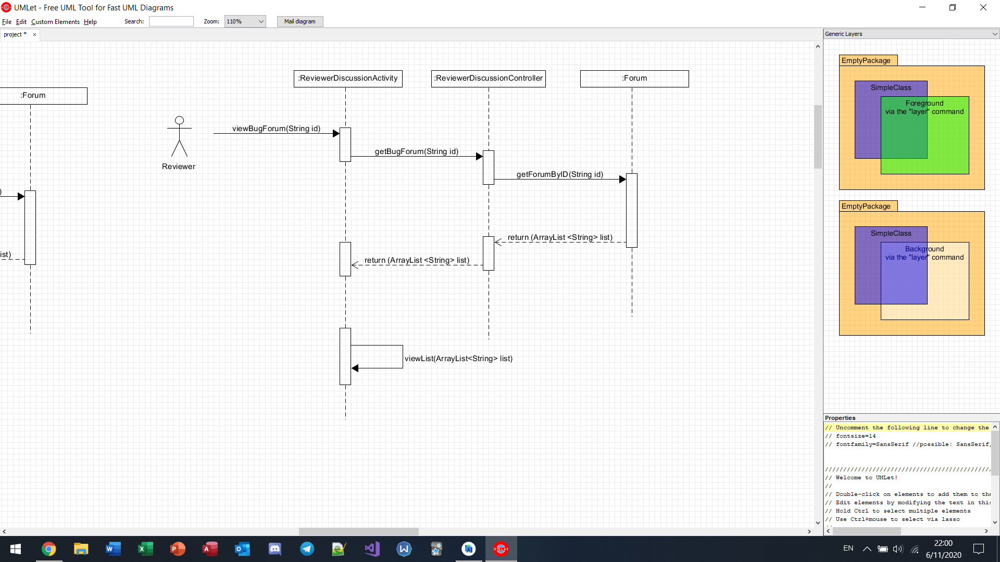 UMLet - Free UML Tool for Fast UML Diagrams
File Edit Custom Elements Help Search: Zoom: 110% Mail diagram
project *
Generic Layers
:ReviewerDiscussionActivity
:ReviewerDiscussionController
:Forum
:Forum
Reviewer
viewBugForum(String id)
getBugForum(String id)
getForumByID(String id)
)
return (ArrayList <String> list)
ist)
return (ArrayList <String> list)
viewList(ArrayList<String> list)
EmptyPackage
SimpleClass
Foreground
via the "layer" command
EmptyPackage
SimpleClass
Background
via the "layer" command
Properties
// Uncomment the following line to change the
// fontsize=14
// fontfamily=SansSerif //possible: SansSerif,
//////////////////////////////////////////////
// Welcome to UMLet!
//
// Double-click on elements to add them to the
// Edit elements by modifying the text in this
// Hold Ctrl to select multiple elements
// Use Ctrl+mouse to select via lasso
EN
22:00
6/11/2020